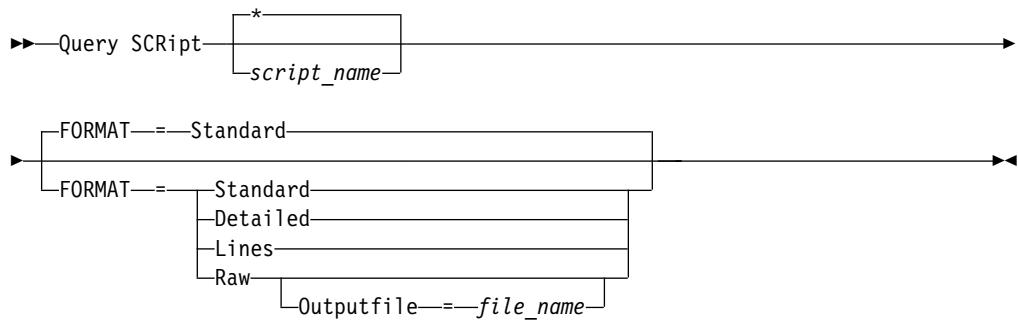 *
Query SCRipt
script_name
FORMAT = Standard
FORMAT = Standard
Detailed
Lines
Raw
Outputfile = file_name